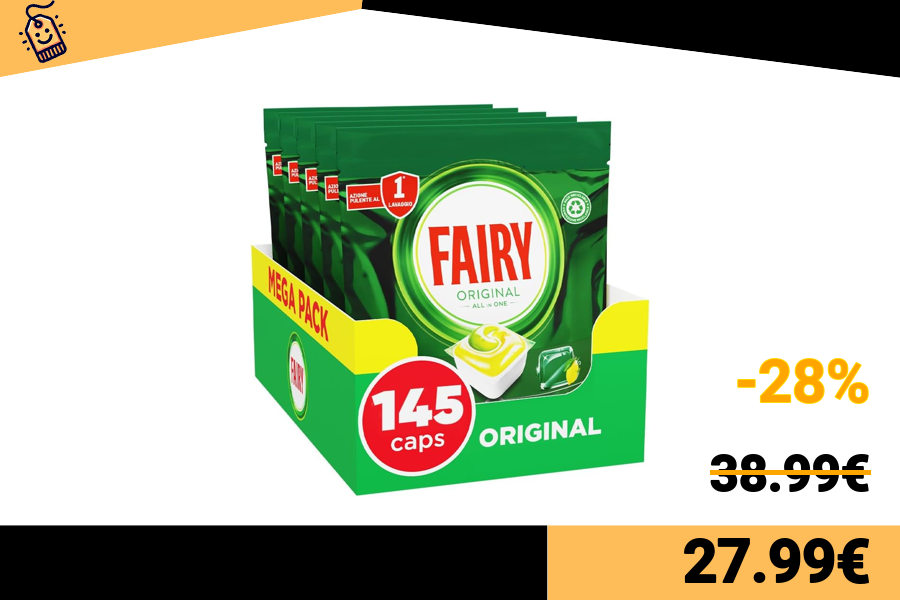 AZIONE
PULENTE AL
1
LAVAGGIO
FAIRY
ORIGINAL
ALL IN ONE
MEGA PACK
FAIRY
145
caps
ORIGINAL
-28%
38.99€
27.99€